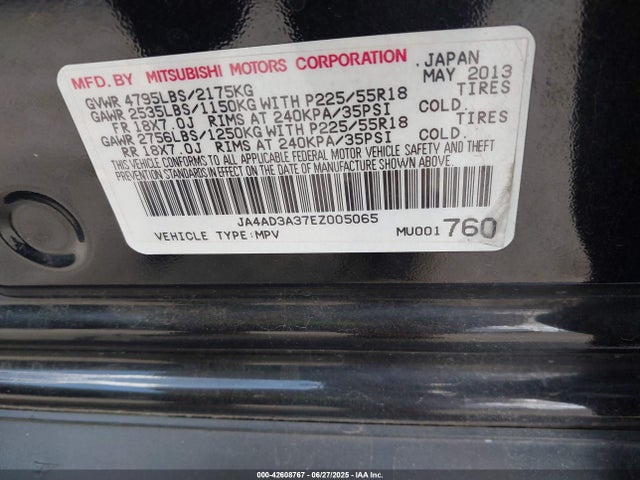 MFD. BY MITSUBISHI MOTORS CORPORATION JAPAN
GVWR 4795LBS/2175KG MAY 2013
GAWR 2535LBS/1150KG WITH P225/55R18 TIRES
FR 18X7.0J RIMS AT 240KPA/35PSI COLD.
GAWR 2756LBS/1250KG WITH P225/55R18 TIRES
RR 18X7.0J RIMS AT 240KPA/35PSI COLD.
THIS VEHICLE CONFORMS TO ALL APPLICABLE FEDERAL MOTOR VEHICLE SAFETY AND THEFT
PREVENTION STANDARDS IN EFFECT ON THE DATE OF MANUFACTURE SHOWN ABOVE.
JA4AD3A37EZ005065
VEHICLE TYPE:MPV MU001760
000-42608767 06/27/2025 © IAA Holdings, LLC